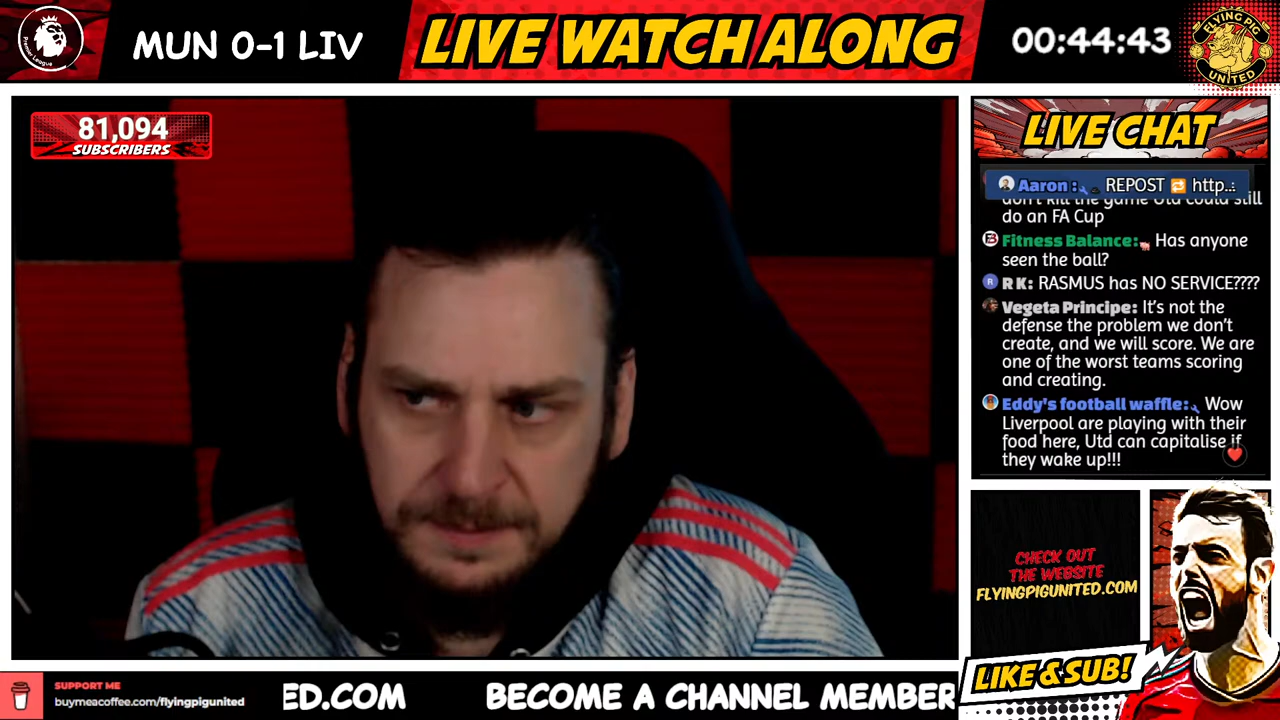 Premier League
MUN 0-1 LIV
LIVE WATCH ALONG
00:44:43
FLYING PIG
UNITED
81,094
SUBSCRIBERS
LIVE CHAT
Aaron: REPOST http..
don't kill the game Utd could still
do an FA Cup
Fitness Balance: Has anyone
seen the ball?
R K: RASMUS has NO SERVICE????
Vegeta Principe: It's not the
defense the problem we don't
create, and we will score. We are
one of the worst teams scoring
and creating.
Eddy's football waffle: Wow
Liverpool are playing with their
food here, Utd can capitalise if
they wake up!!!
CHECK OUT
THE WEBSITE
FLYINGPIGUNITED.COM
LIKE & SUB!
SUPPORT ME
buymeacoffee.com/flyingpigunited
ED.COM BECOME A CHANNEL MEMBER